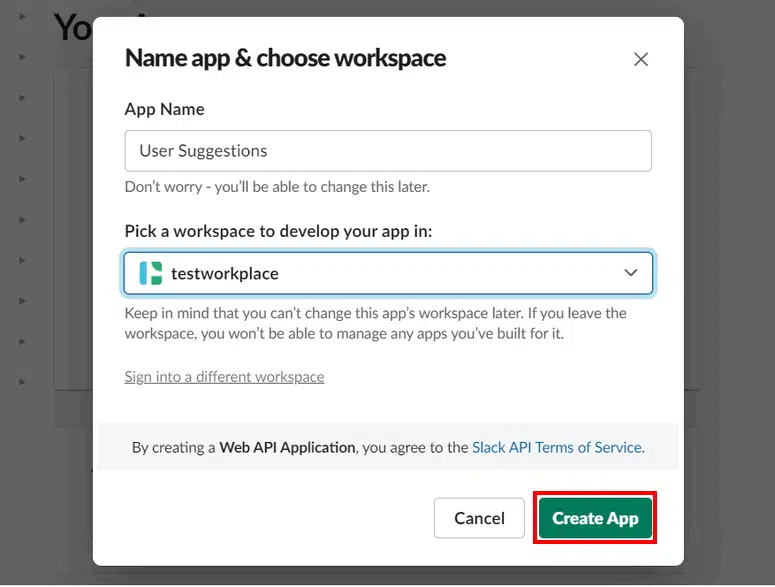 Yo
Name app & choose workspace
App Name
User Suggestions
Don't worry - you'll be able to change this later.
Pick a workspace to develop your app in:
testworkplace
Keep in mind that you can't change this app's workspace later. If you leave the
workspace, you won't be able to manage any apps you've built for it.
Sign into a different workspace
By creating a Web API Application, you agree to the Slack API Terms of Service.
Cancel
Create App